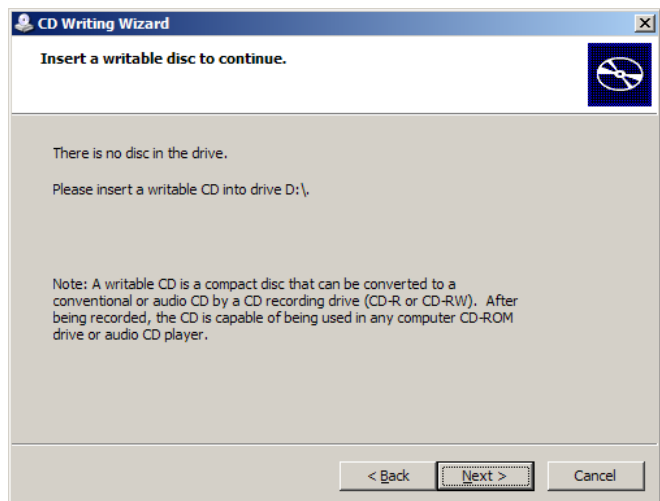 CD Writing Wizard
Insert a writable disc to continue.
There is no disc in the drive.
Please insert a writable CD into drive D:\.
Note: A writable CD is a compact disc that can be converted to a
conventional or audio CD by a CD recording drive (CD-R or CD-RW).  After
being recorded, the CD is capable of being used in any computer CD-ROM
drive or audio CD player.
< Back Next > Cancel